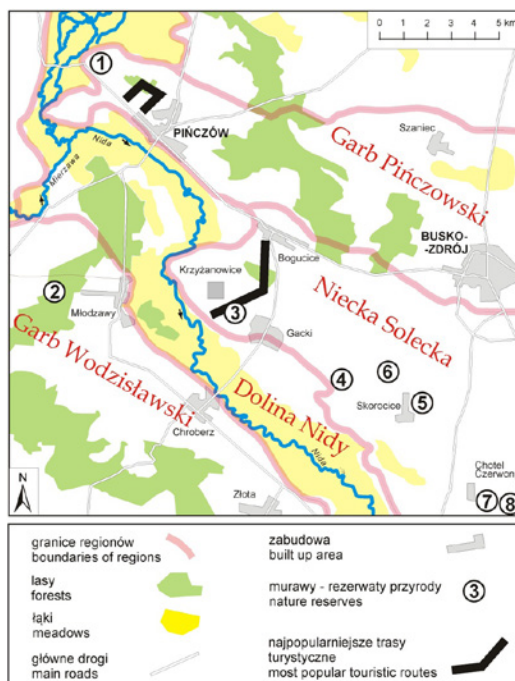 0 1 2 3 4 5 km
1
PIŃCZÓW
Nida
Mierzawa
Szaniec
Garb Pińczowski
BUSKO-
-ZDRÓJ
Bogucice
Krzyżanowice
Niecka Solecka
2
Młodzawy
3
Gacki
Garb Wodzisławski
4
6
Dolina Nidy
Skorocice
5
Chroberz
Nida
N
Złota
Chotel
Czerwon
7
8
granice regionów
boundaries of regions
lasy
forests
łąki
meadows
główne drogi
main roads
zabudowa
built up area
murawy - rezerwaty przyrody
nature reserves
3
najpopularniejsze trasy
turystyczne
most popular touristic routes